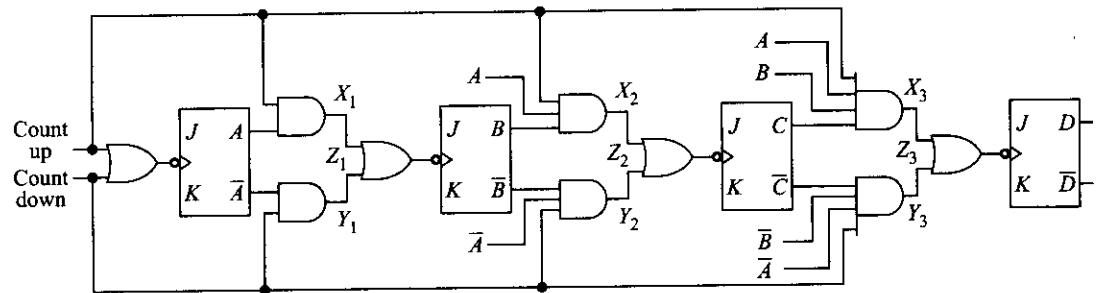 Count
up
Count
down
J
K
A
A̅
X₁
Y₁
Z₁
J
K
B
B̅
A
A̅
X₂
Y₂
Z₂
J
K
C
C̅
A
B
B̅
A̅
X₃
Y₃
Z₃
J
K
D
D̅